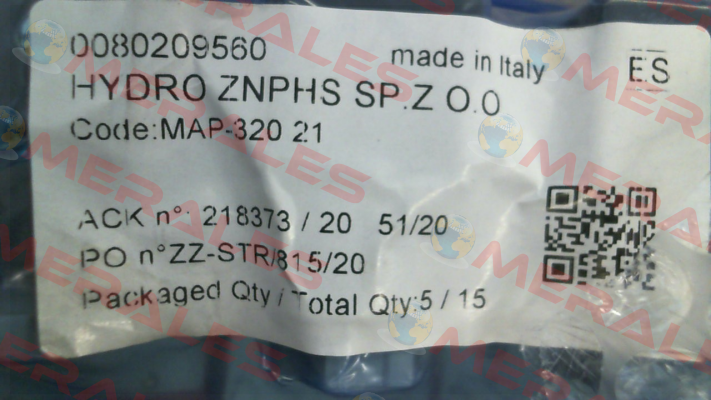 0080209560 made in Italy ES
HYDRO ZNPHS SP.Z O.O
Code:MAP-320 21
ACK n°: 218373 / 20 51/20
PO n°ZZ-STR/815/20
Packaged Qty / Total Qty:5 / 15
MERALES